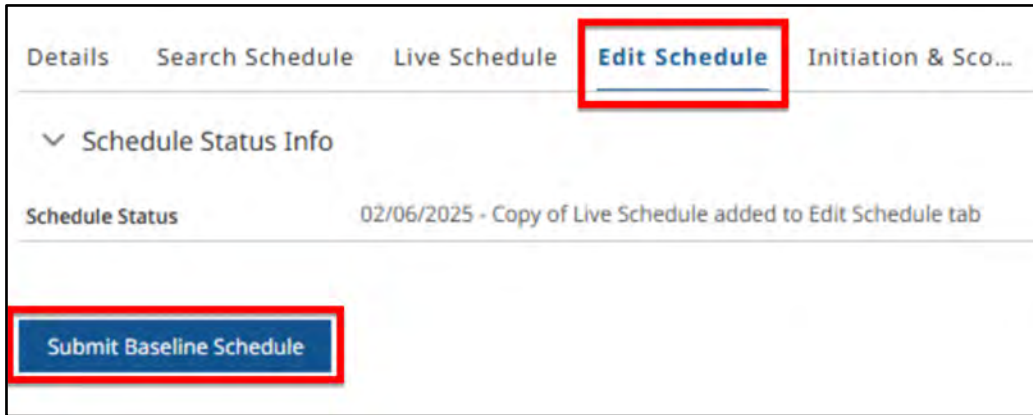 Details Search Schedule Live Schedule Edit Schedule Initiation & Sco...
Schedule Status Info
Schedule Status 02/06/2025 - Copy of Live Schedule added to Edit Schedule tab
Submit Baseline Schedule